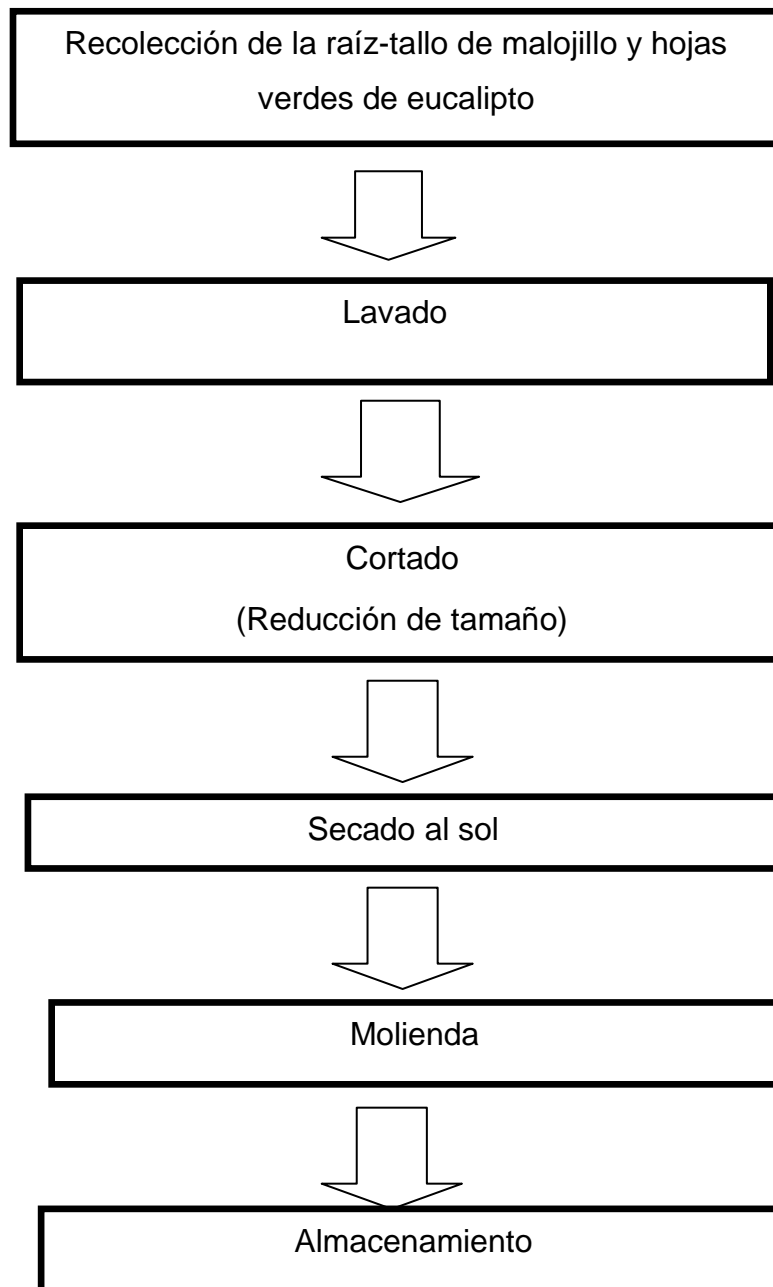 Recolección de la raíz-tallo de malojillo y hojas
verdes de eucalipto
Lavado
Cortado
(Reducción de tamaño)
Secado al sol
Molienda
Almacenamiento